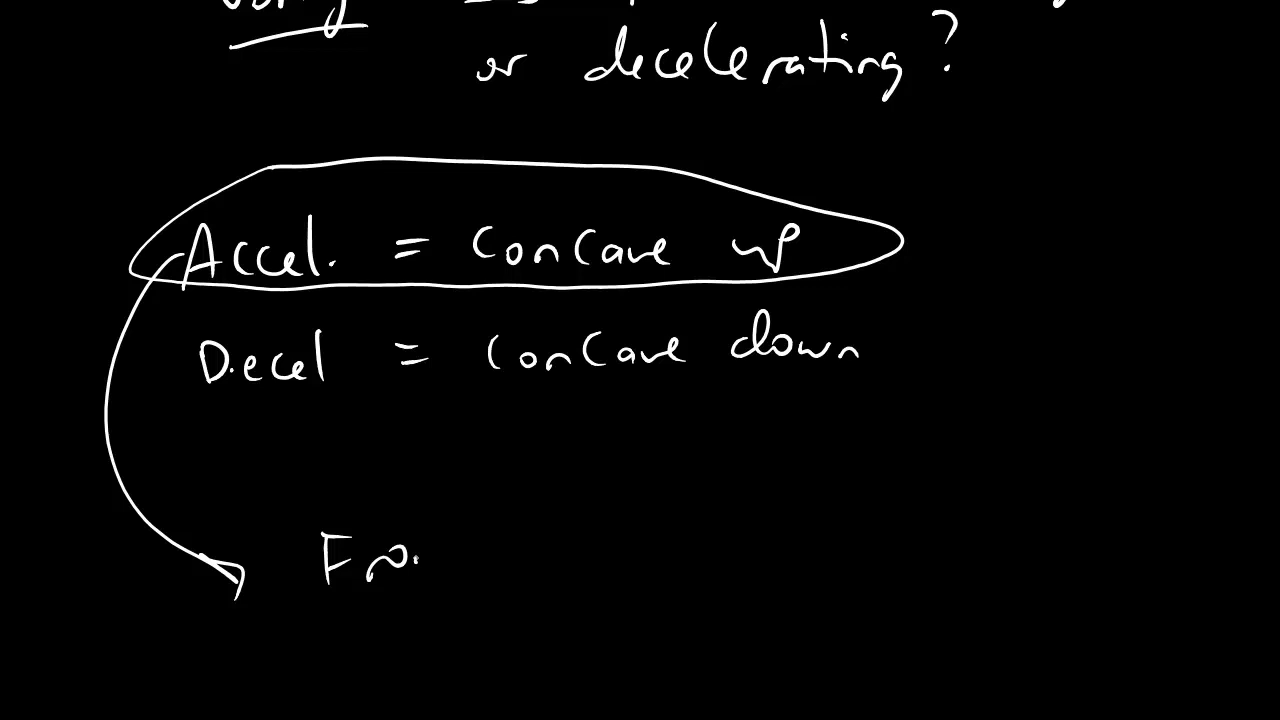 or decelerating?
Accel. = concave up
Decel = concave down
Fro